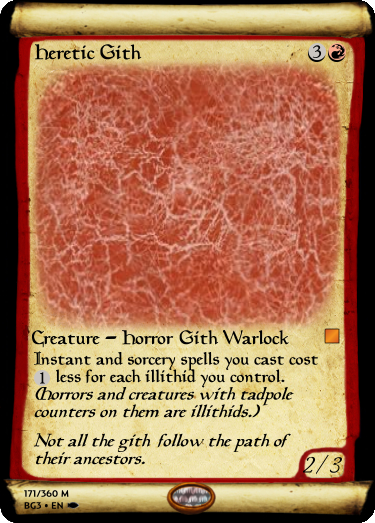 Heretic Gith 3
Creature – Horror Gith Warlock
Instant and sorcery spells you cast cost
1 less for each illithid you control.
(Horrors and creatures with tadpole
counters on them are illithids.)
Not all the gith follow the path of
their ancestors.
2/3
171/360 M
BG3 • EN